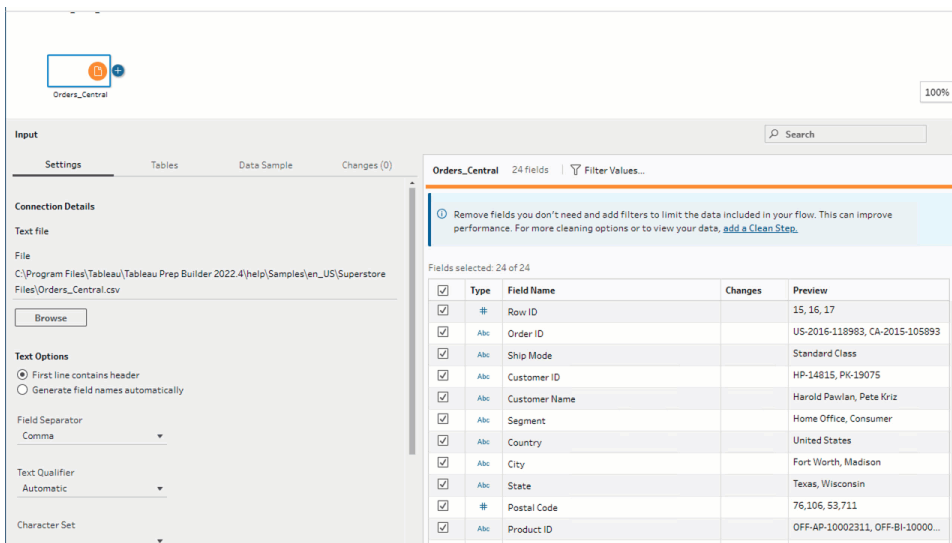 Orders_Central
100%
Input
Search
Settings Tables Data Sample Changes (0)
Orders_Central 24 fields Filter Values...
Connection Details
Text file
File
C:\Program Files\Tableau\Tableau Prep Builder 2022.4\help\Samples\en_US\Superstore
Files\Orders_Central.csv
Browse
Text Options
First line contains header
Generate field names automatically
Field Separator
Comma
Text Qualifier
Automatic
Character Set
Remove fields you don't need and add filters to limit the data included in your flow. This can improve
performance. For more cleaning options or to view your data, add a Clean Step.
Fields selected: 24 of 24
Type Field Name Changes Preview
# Row ID 15, 16, 17
Abc Order ID US-2016-118983, CA-2015-105893
Abc Ship Mode Standard Class
Abc Customer ID HP-14815, PK-19075
Abc Customer Name Harold Pawlan, Pete Kriz
Abc Segment Home Office, Consumer
Abc Country United States
Abc City Fort Worth, Madison
Abc State Texas, Wisconsin
# Postal Code 76,106, 53,711
Abc Product ID OFF-AP-10002311, OFF-BI-10000...